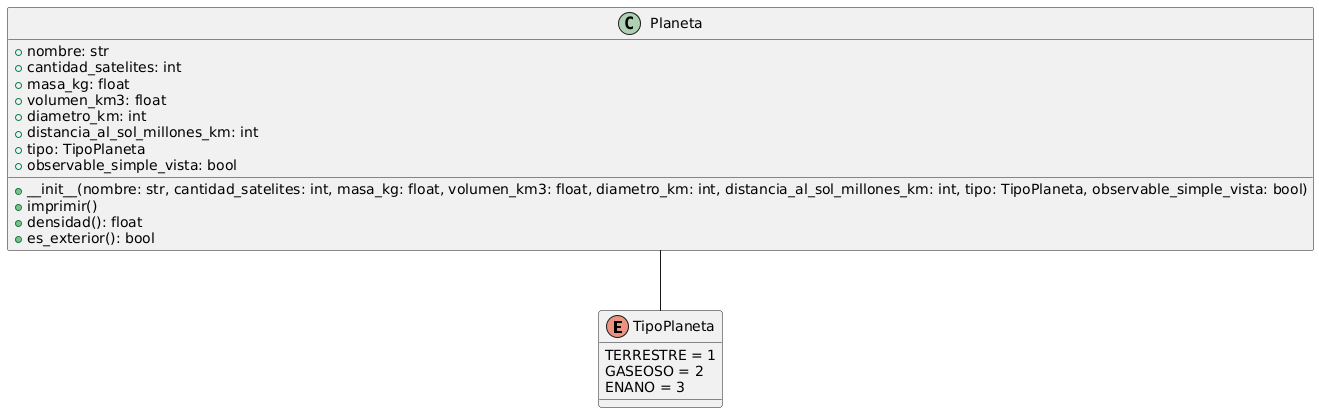 C Planeta
nombre: str
cantidad_satelites: int
masa_kg: float
volumen_km3: float
diametro_km: int
distancia_al_sol_millones_km: int
tipo: TipoPlaneta
observable_simple_vista: bool
__init__(nombre: str, cantidad_satelites: int, masa_kg: float, volumen_km3: float, diametro_km: int, distancia_al_sol_millones_km: int, tipo: TipoPlaneta, observable_simple_vista: bool)
imprimir()
densidad(): float
es_exterior(): bool
E TipoPlaneta
TERRESTRE = 1
GASEOSO = 2
ENANO = 3